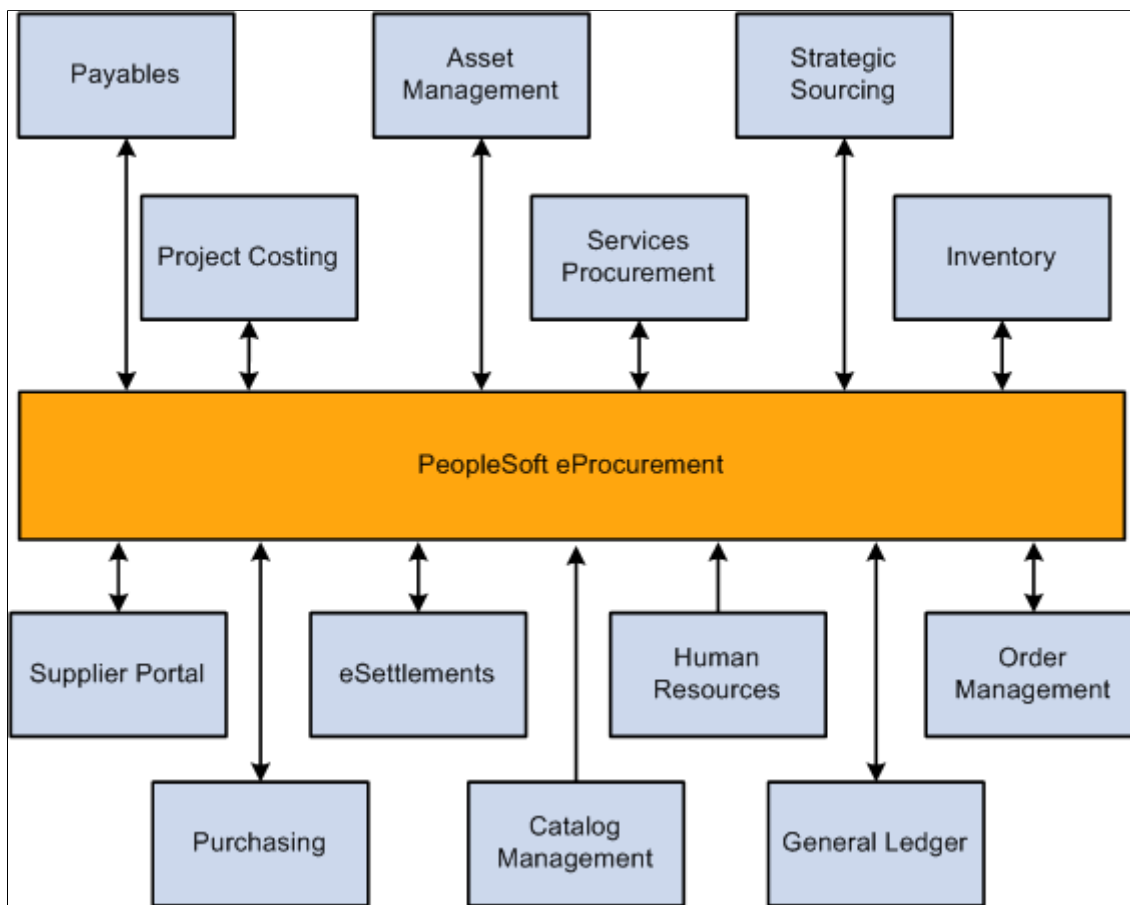 Payables
Asset
Management
Strategic
Sourcing
Project Costing
Services
Procurement
Inventory
PeopleSoft eProcurement
Supplier Portal
eSettlements
Human
Resources
Order
Management
Purchasing
Catalog
Management
General Ledger